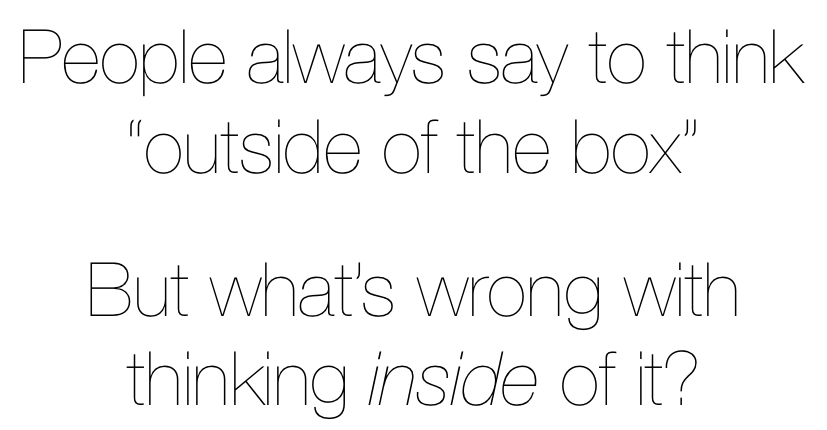 People always say to think
“outside of the box”
But what's wrong with
thinking inside of it?